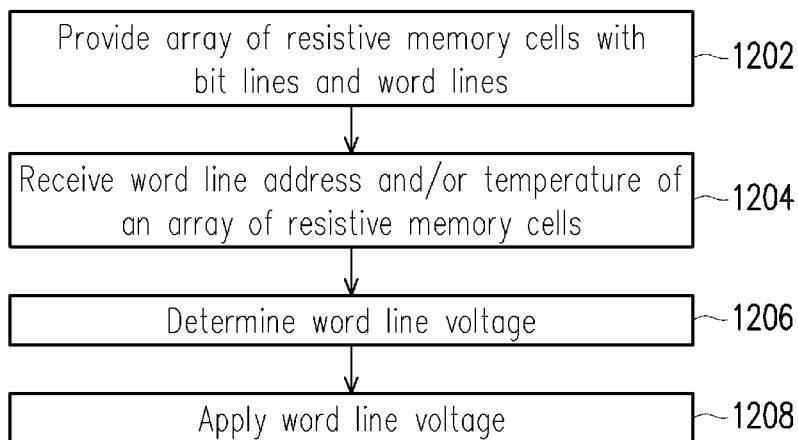 Provide array of resistive memory cells with
bit lines and word lines
1202
Receive word line address and/or temperature of
an array of resistive memory cells
1204
Determine word line voltage
1206
Apply word line voltage
1208